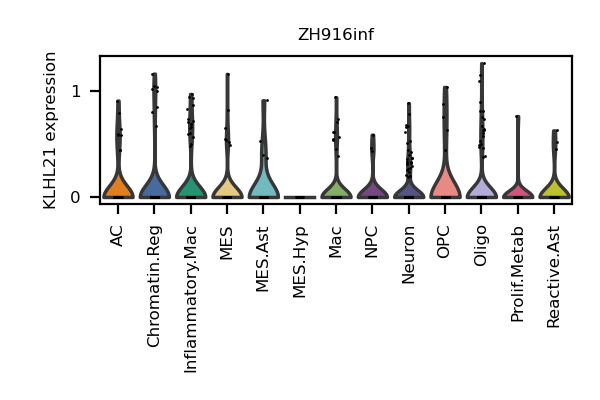 ZH916inf
KLHL21 expression
1
0
AC
Chromatin.Reg
Inflammatory.Mac
MES
MES.Ast
MES.Hyp
Mac
NPC
Neuron
OPC
Oligo
Prolif.Metab
Reactive.Ast